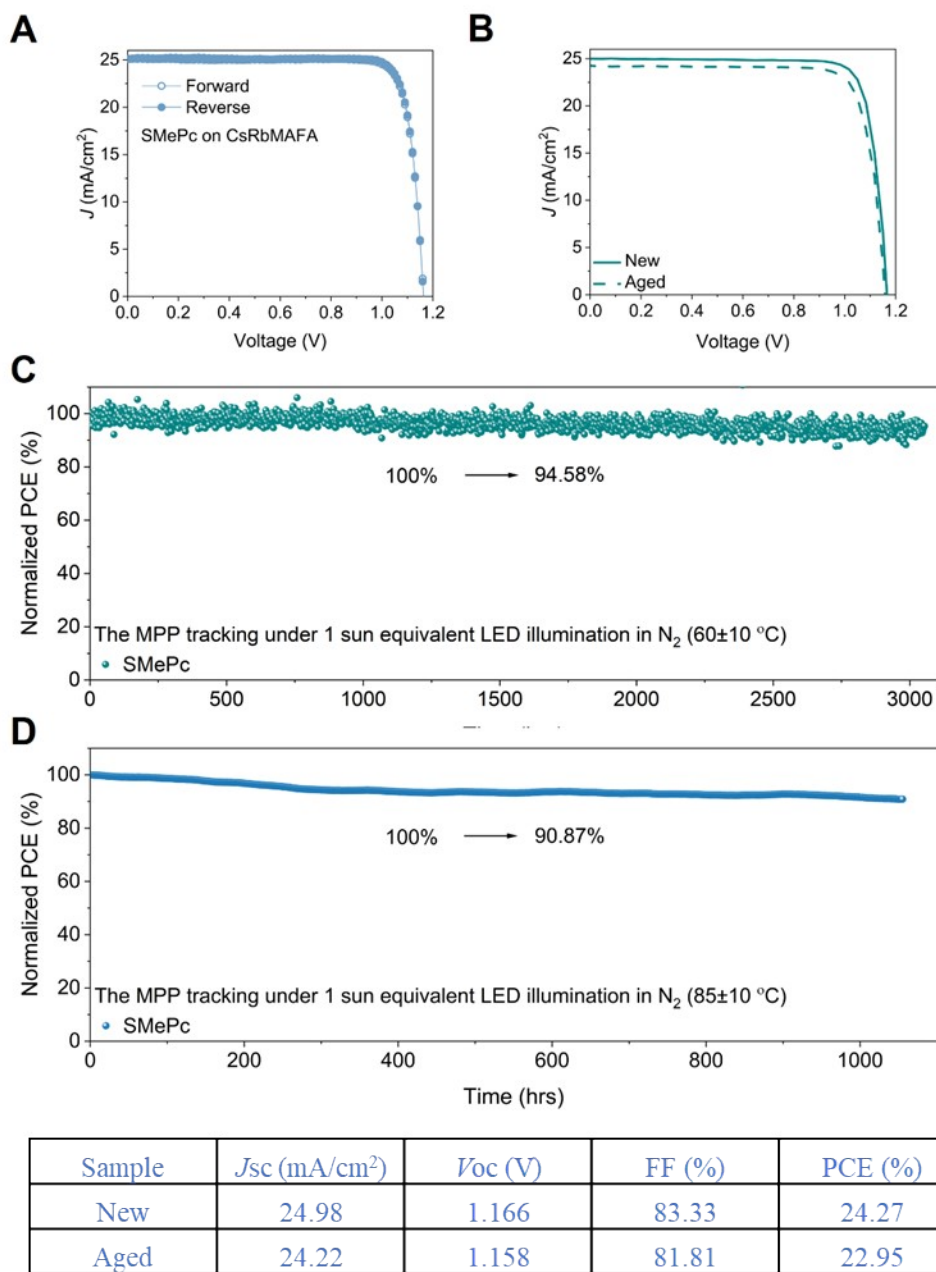 A
J (mA/cm²)
25
20
15
10
5
0
Forward
Reverse
SMePc on CsRbMAFA
0.0 0.2 0.4 0.6 0.8 1.0 1.2
Voltage (V)
B
J (mA/cm²)
25
20
15
10
5
0
New
Aged
0.0 0.2 0.4 0.6 0.8 1.0 1.2
Voltage (V)
C
Normalized PCE (%)
100
80
60
40
20
0
100% → 94.58%
The MPP tracking under 1 sun equivalent LED illumination in N₂ (60±10 °C)
SMePc
0 500 1000 1500 2000 2500 3000
D
Normalized PCE (%)
100
80
60
40
20
0
100% → 90.87%
The MPP tracking under 1 sun equivalent LED illumination in N₂ (85±10 °C)
SMePc
0 200 400 600 800 1000
Time (hrs)
Sample Jsc (mA/cm²) Voc (V) FF (%) PCE (%)
New 24.98 1.166 83.33 24.27
Aged 24.22 1.158 81.81 22.95